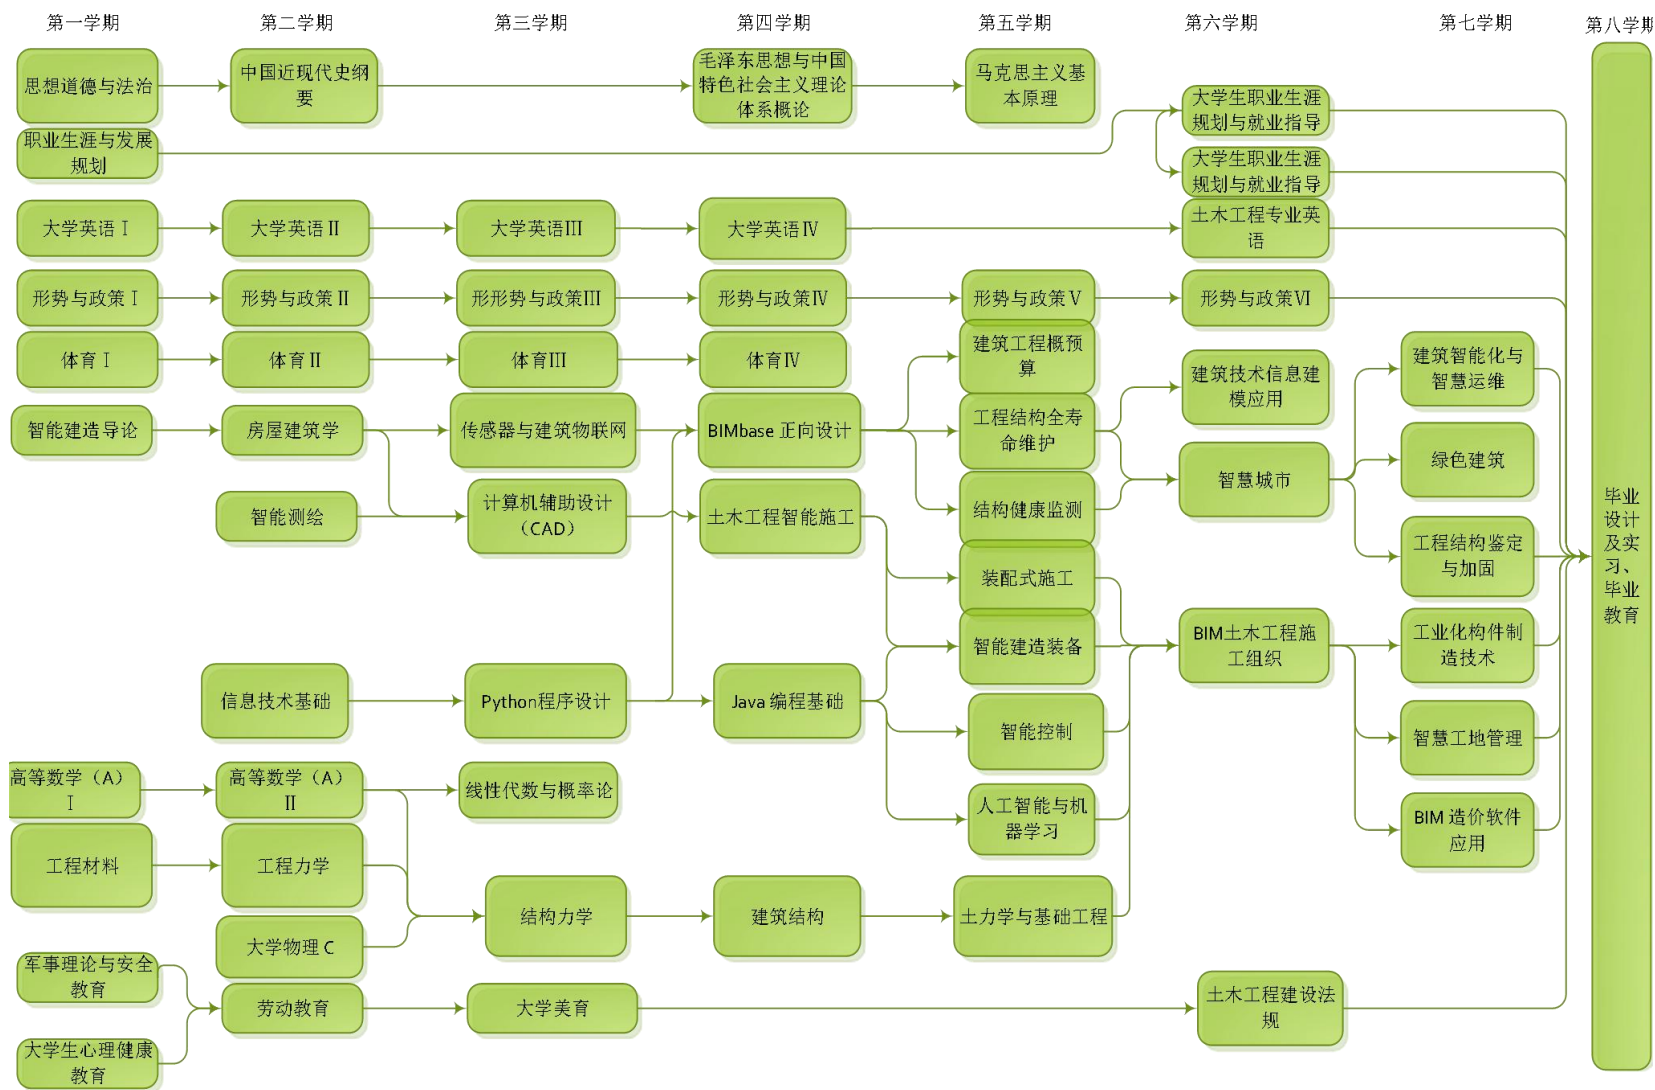 第一学期
第二学期
第三学期
第四学期
第五学期
第六学期
第七学期
第八学期
思想道德与法治
中国近现代史纲
要
毛泽东思想与中国
特色社会主义理论
体系概论
马克思主义基
本原理
职业生涯与发展
规划
大学生职业生涯
规划与就业指导
大学生职业生涯
规划与就业指导
大学英语Ⅰ
大学英语Ⅱ
大学英语Ⅲ
大学英语Ⅳ
土木工程专业英
语
形势与政策Ⅰ
形势与政策Ⅱ
形形势与政策Ⅲ
形势与政策Ⅳ
形势与政策Ⅴ
形势与政策Ⅵ
体育Ⅰ
体育Ⅱ
体育Ⅲ
体育Ⅳ
建筑工程概预
算
建筑技术信息建
模应用
建筑智能化与
智慧运维
智能建造导论
房屋建筑学
传感器与建筑物联网
BIMbase 正向设计
工程结构全寿
命维护
智慧城市
绿色建筑
智能测绘
计算机辅助设计
（CAD）
土木工程智能施工
结构健康监测
工程结构鉴定
与加固
装配式施工
智能建造装备
BIM土木工程施
工组织
工业化构件制
造技术
信息技术基础
Python程序设计
Java 编程基础
智能控制
智慧工地管理
高等数学（A）
Ⅰ
高等数学（A）
Ⅱ
线性代数与概率论
人工智能与机
器学习
BIM 造价软件
应用
工程材料
工程力学
结构力学
建筑结构
土力学与基础工程
大学物理 C
军事理论与安全
教育
劳动教育
大学美育
土木工程建设法
规
大学生心理健康
教育
毕业
设计
及实
习、
毕业
教育